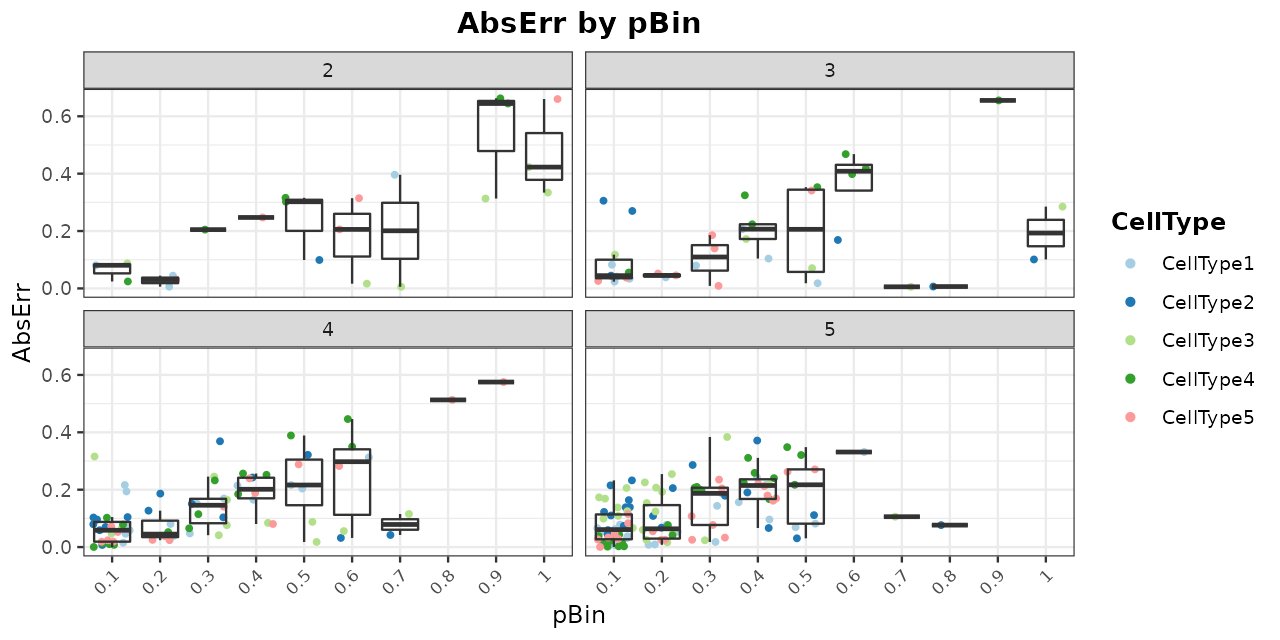 AbsErr by pBin
2
3
0.6
0.4
0.2
0.0
4
5
0.6
0.4
0.2
0.0
0.1 0.2 0.3 0.4 0.5 0.6 0.7 0.8 0.9 1
0.1 0.2 0.3 0.4 0.5 0.6 0.7 0.8 0.9 1
AbsErr
pBin
CellType
CellType1
CellType2
CellType3
CellType4
CellType5